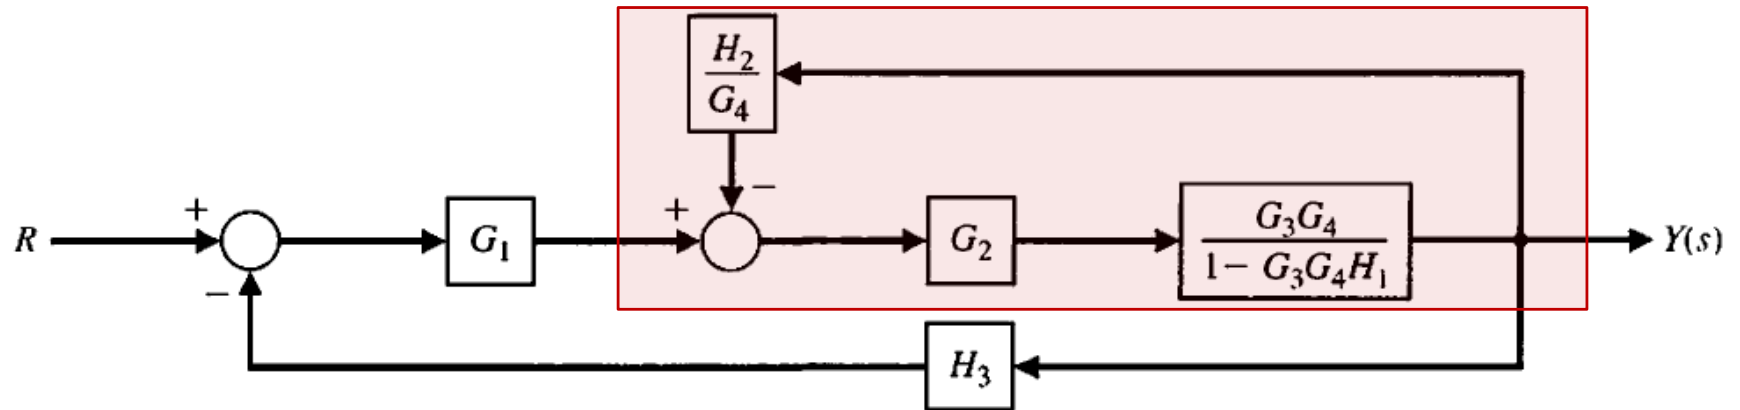 H₂
G₄
−
+ + G₃G₄
R G₁ G₂ Y(s)
1 − G₃G₄H₁
−
H₃